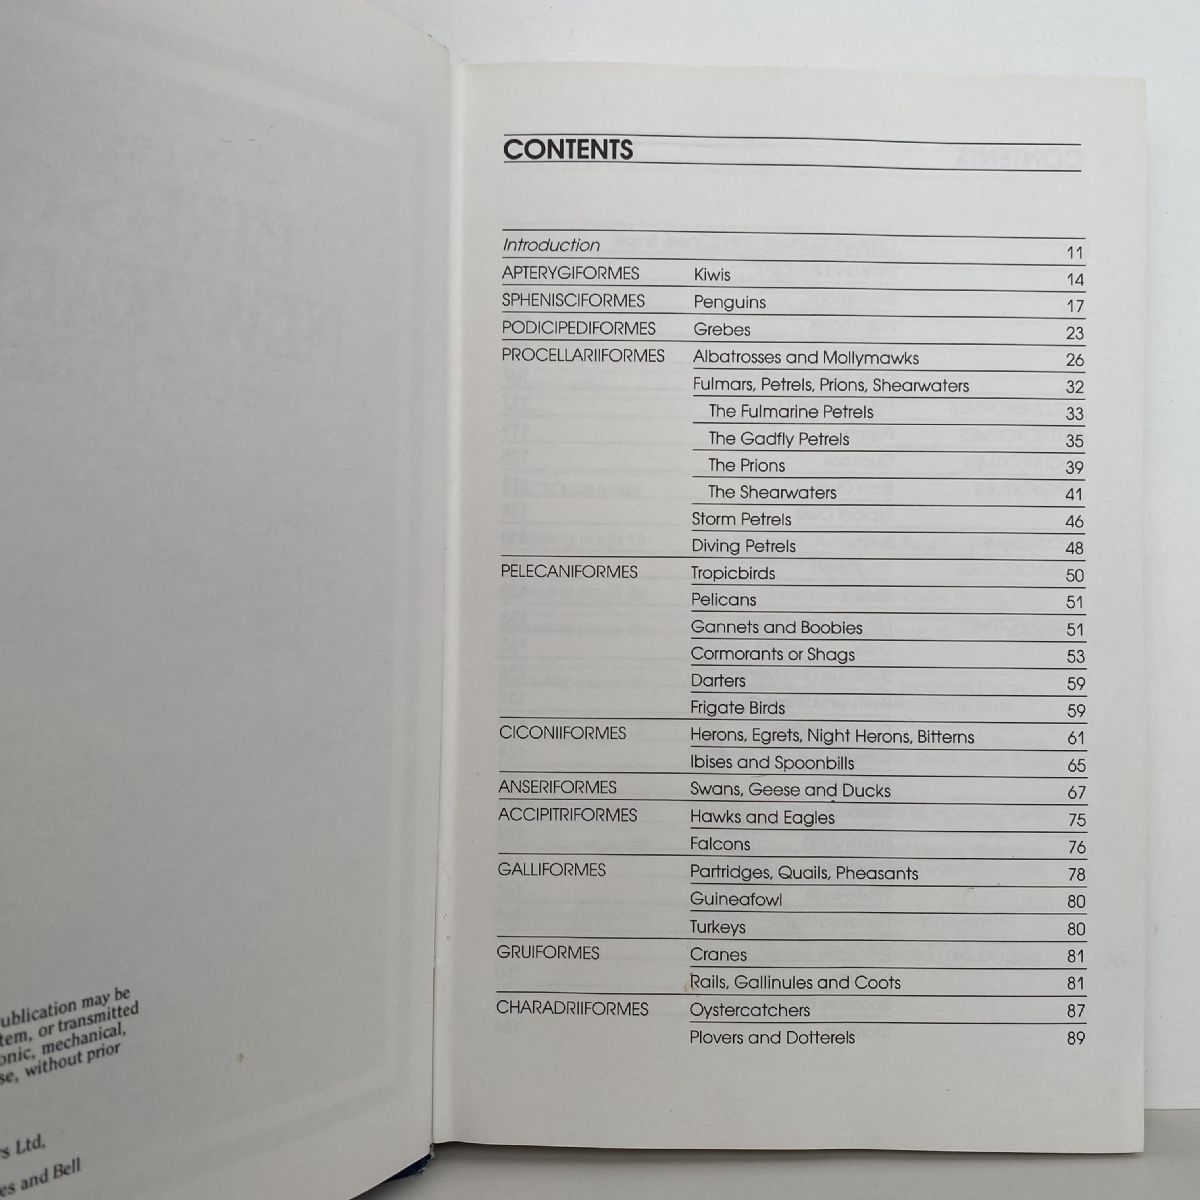 ublication may be
tem, or transmitted
onic, mechanical,
se, without prior
s Ltd,
es and Bell
CONTENTS
Introduction 11
APTERYGIFORMES Kiwis 14
SPHENISCIFORMES Penguins 17
PODICIPEDIFORMES Grebes 23
PROCELLARIIFORMES Albatrosses and Mollymawks 26
Fulmars, Petrels, Prions, Shearwaters 32
The Fulmarine Petrels 33
The Gadfly Petrels 35
The Prions 39
The Shearwaters 41
Storm Petrels 46
Diving Petrels 48
PELECANIFORMES Tropicbirds 50
Pelicans 51
Gannets and Boobies 51
Cormorants or Shags 53
Darters 59
Frigate Birds 59
CICONIIFORMES Herons, Egrets, Night Herons, Bitterns 61
Ibises and Spoonbills 65
ANSERIFORMES Swans, Geese and Ducks 67
ACCIPITRIFORMES Hawks and Eagles 75
Falcons 76
GALLIFORMES Partridges, Quails, Pheasants 78
Guineafowl 80
Turkeys 80
GRUIFORMES Cranes 81
Rails, Gallinules and Coots 81
CHARADRIIFORMES Oystercatchers 87
Plovers and Dotterels 89